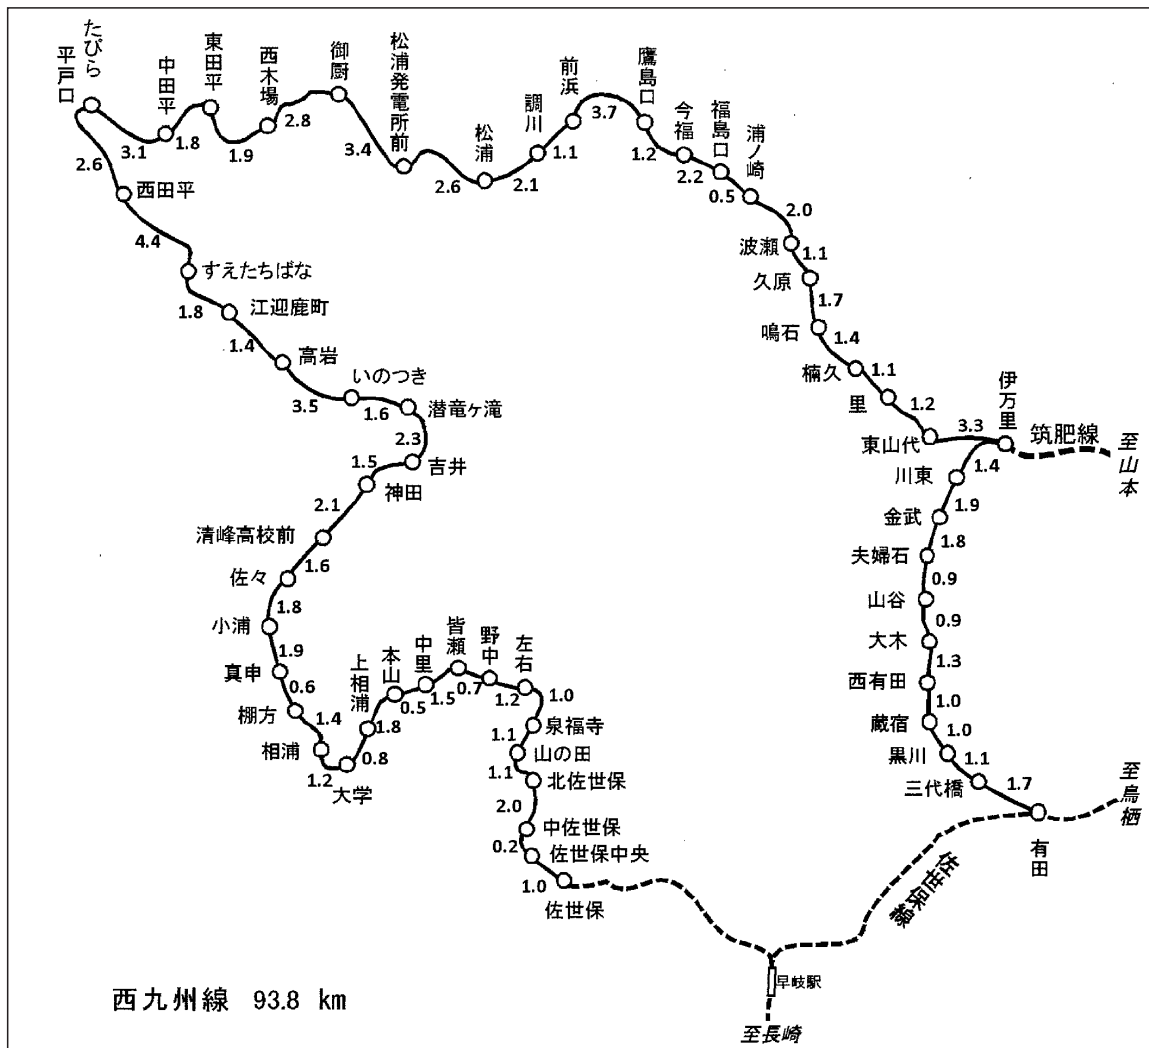 たびら
平戸口
3.1
中田平
1.8
東田平
1.9
西木場
2.8
御厨
3.4
松浦発電所前
2.6
松浦
2.1
調川
1.1
前浜
3.7
鷹島口
1.2
今福
2.2
福島口
0.5
浦ノ崎
2.0
波瀬
1.1
久原
1.7
鳴石
1.4
楠久
1.1
里
1.2
東山代
3.3
伊万里
筑肥線
至山本
1.4
川東
1.9
金武
1.8
夫婦石
0.9
山谷
0.9
大木
1.3
西有田
1.0
蔵宿
1.0
黒川
1.1
三代橋
1.7
有田
至鳥栖
佐世保線
早岐駅
至長崎
2.6
西田平
4.4
すえたちばな
1.8
江迎鹿町
1.4
高岩
3.5
いのつき
1.6
潜竜ヶ滝
2.3
吉井
1.5
神田
2.1
清峰高校前
1.6
佐々
1.8
小浦
1.9
真申
0.6
棚方
1.4
相浦
1.2
大学
0.8
上相浦
1.8
本山
0.5
中里
1.5
皆瀬
0.7
野中
1.2
左右
1.0
泉福寺
1.1
山の田
1.1
北佐世保
2.0
中佐世保
0.2
佐世保中央
1.0
佐世保
西九州線 93.8 km